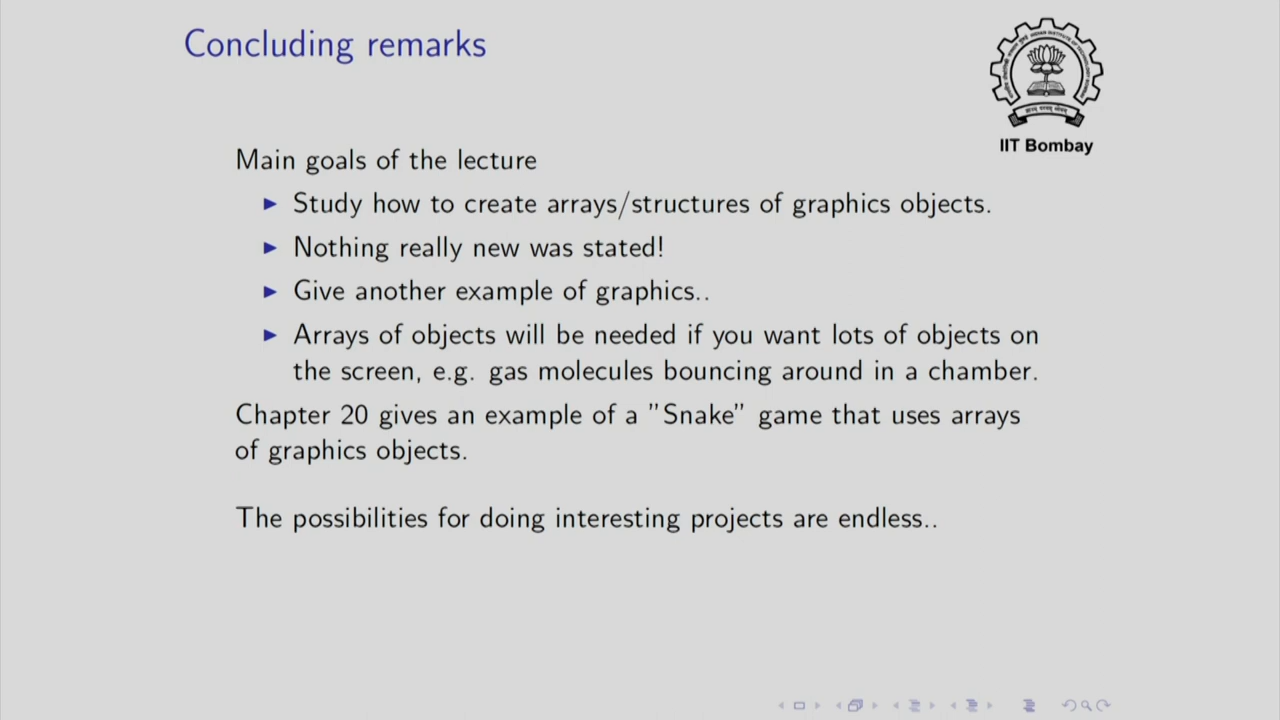 Concluding remarks
IIT Bombay
Main goals of the lecture
▶ Study how to create arrays/structures of graphics objects.
▶ Nothing really new was stated!
▶ Give another example of graphics..
▶ Arrays of objects will be needed if you want lots of objects on
the screen, e.g. gas molecules bouncing around in a chamber.
Chapter 20 gives an example of a ”Snake” game that uses arrays
of graphics objects.
The possibilities for doing interesting projects are endless..